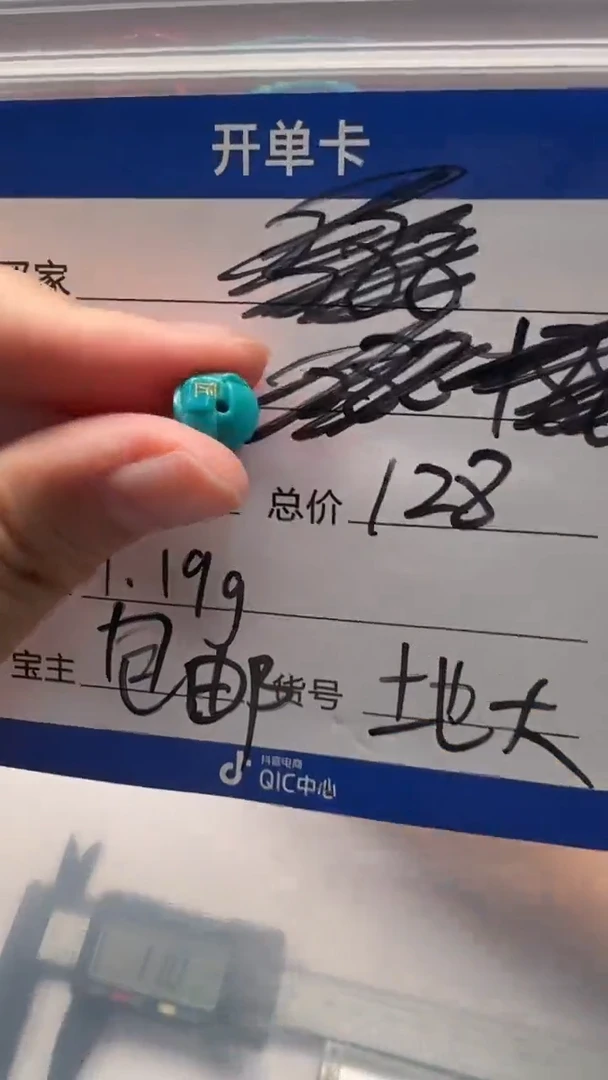 开单卡
买家
总价 128
1.19g
宝主 包邮 货号 地大
抖音电商
QIC中心